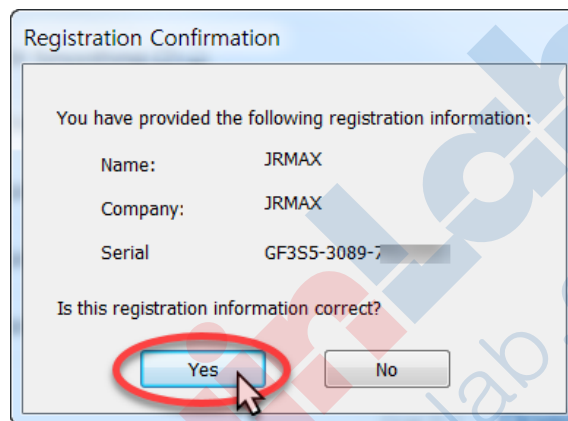 Registration Confirmation
You have provided the following registration information:
Name: JRMAX
Company: JRMAX
Serial GF3S5-3089-7
Is this registration information correct?
Yes No